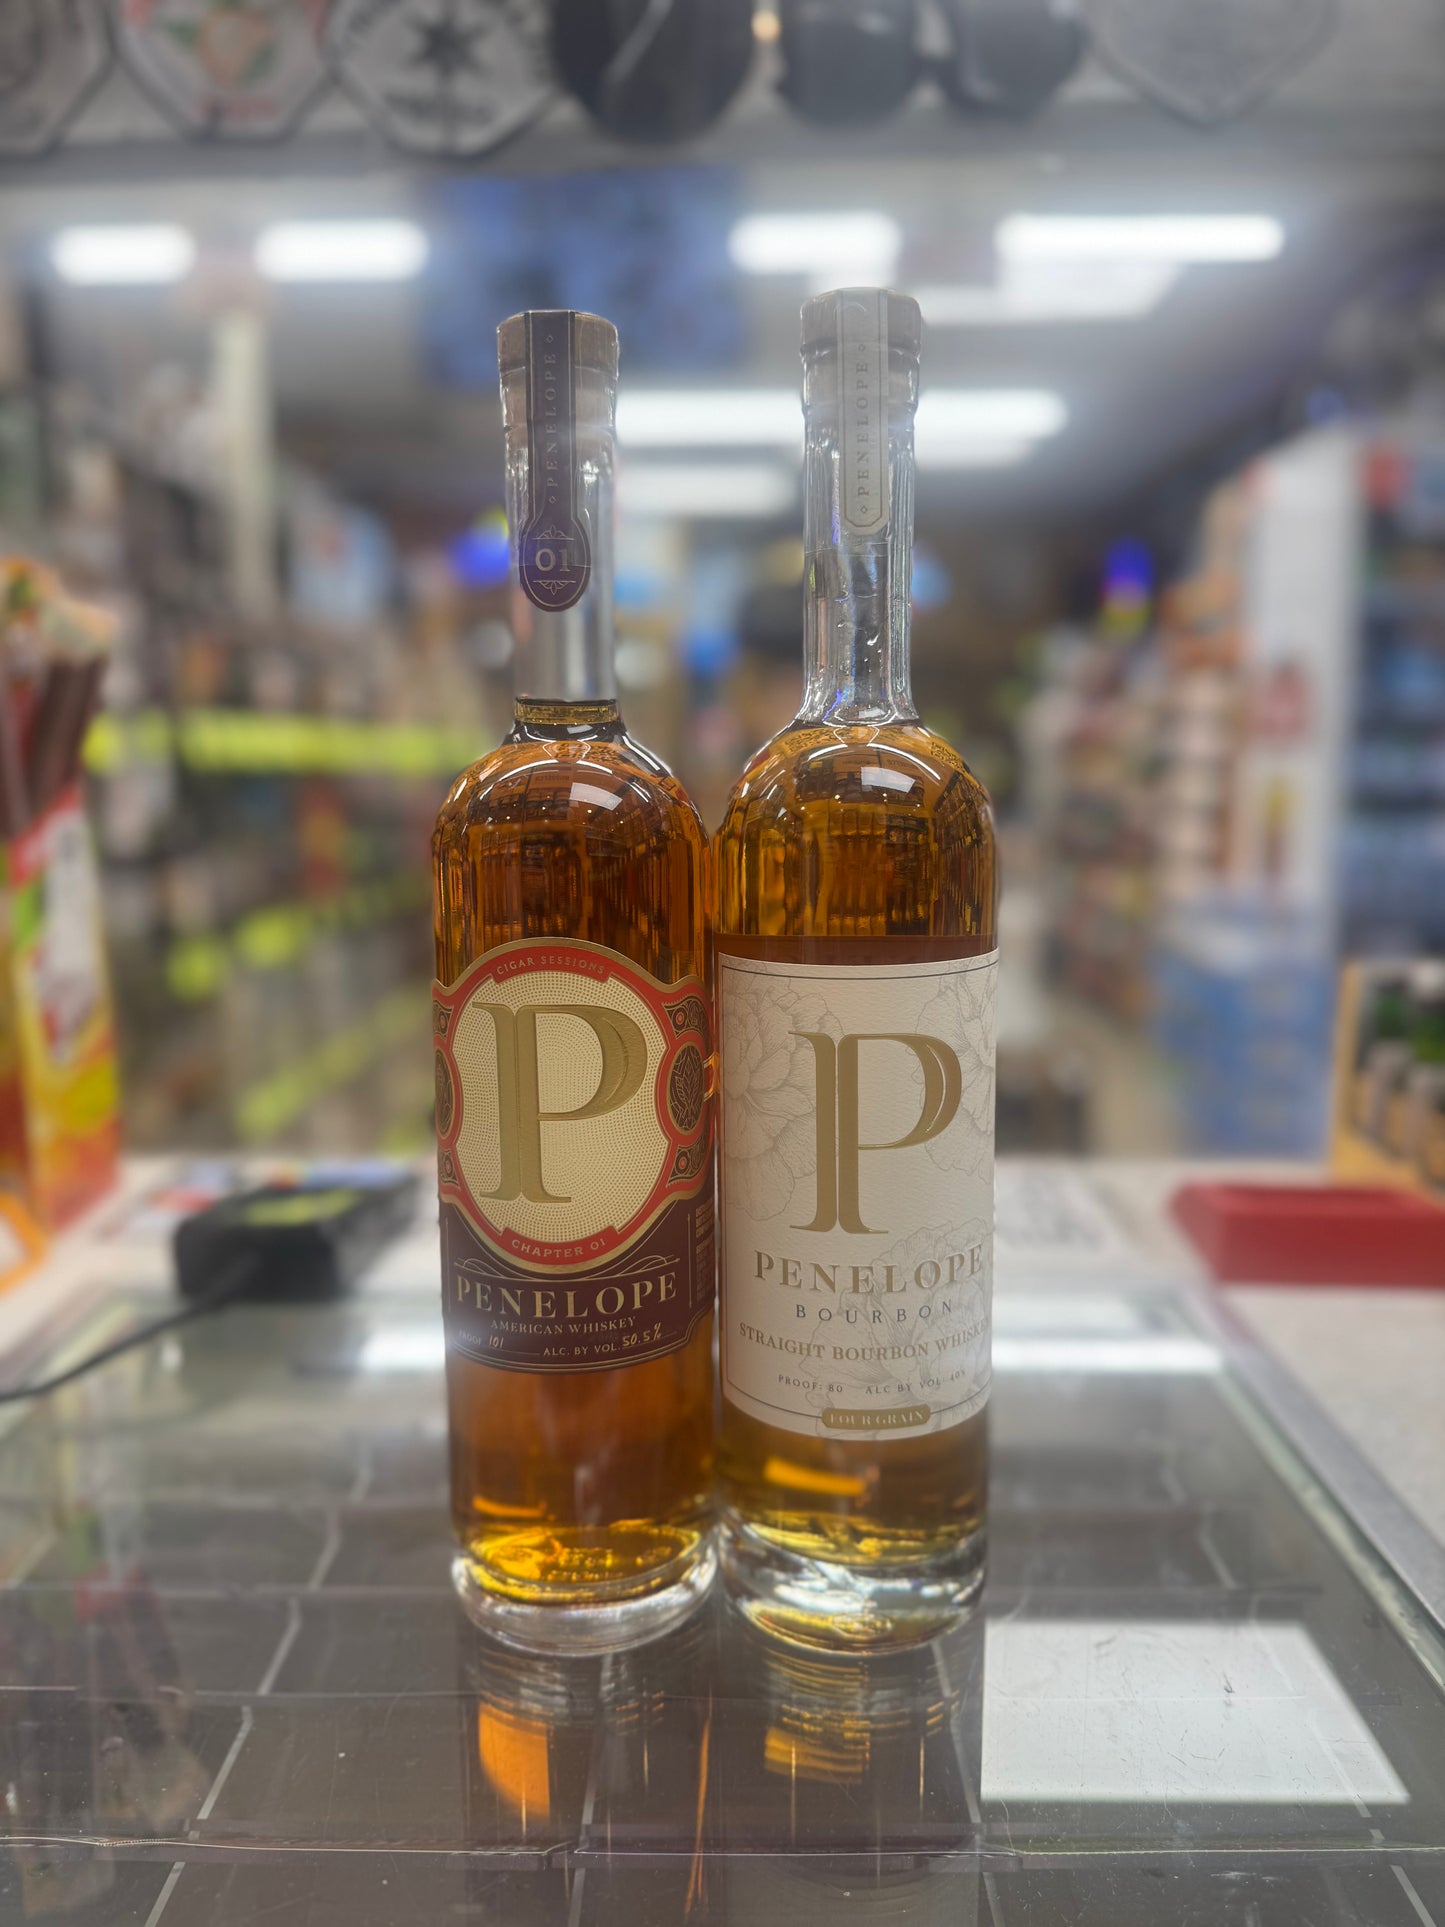 PENELOPE
01
CIGAR SESSIONS
P
CHAPTER 01
PENELOPE
AMERICAN WHISKEY
PROOF 101
ALC. BY VOL. 50.5%
PENELOPE
P
PENELOPE
BOURBON
STRAIGHT BOURBON WHISKEY
PROOF: 80 ALC BY VOL: 40%
FOUR GRAIN